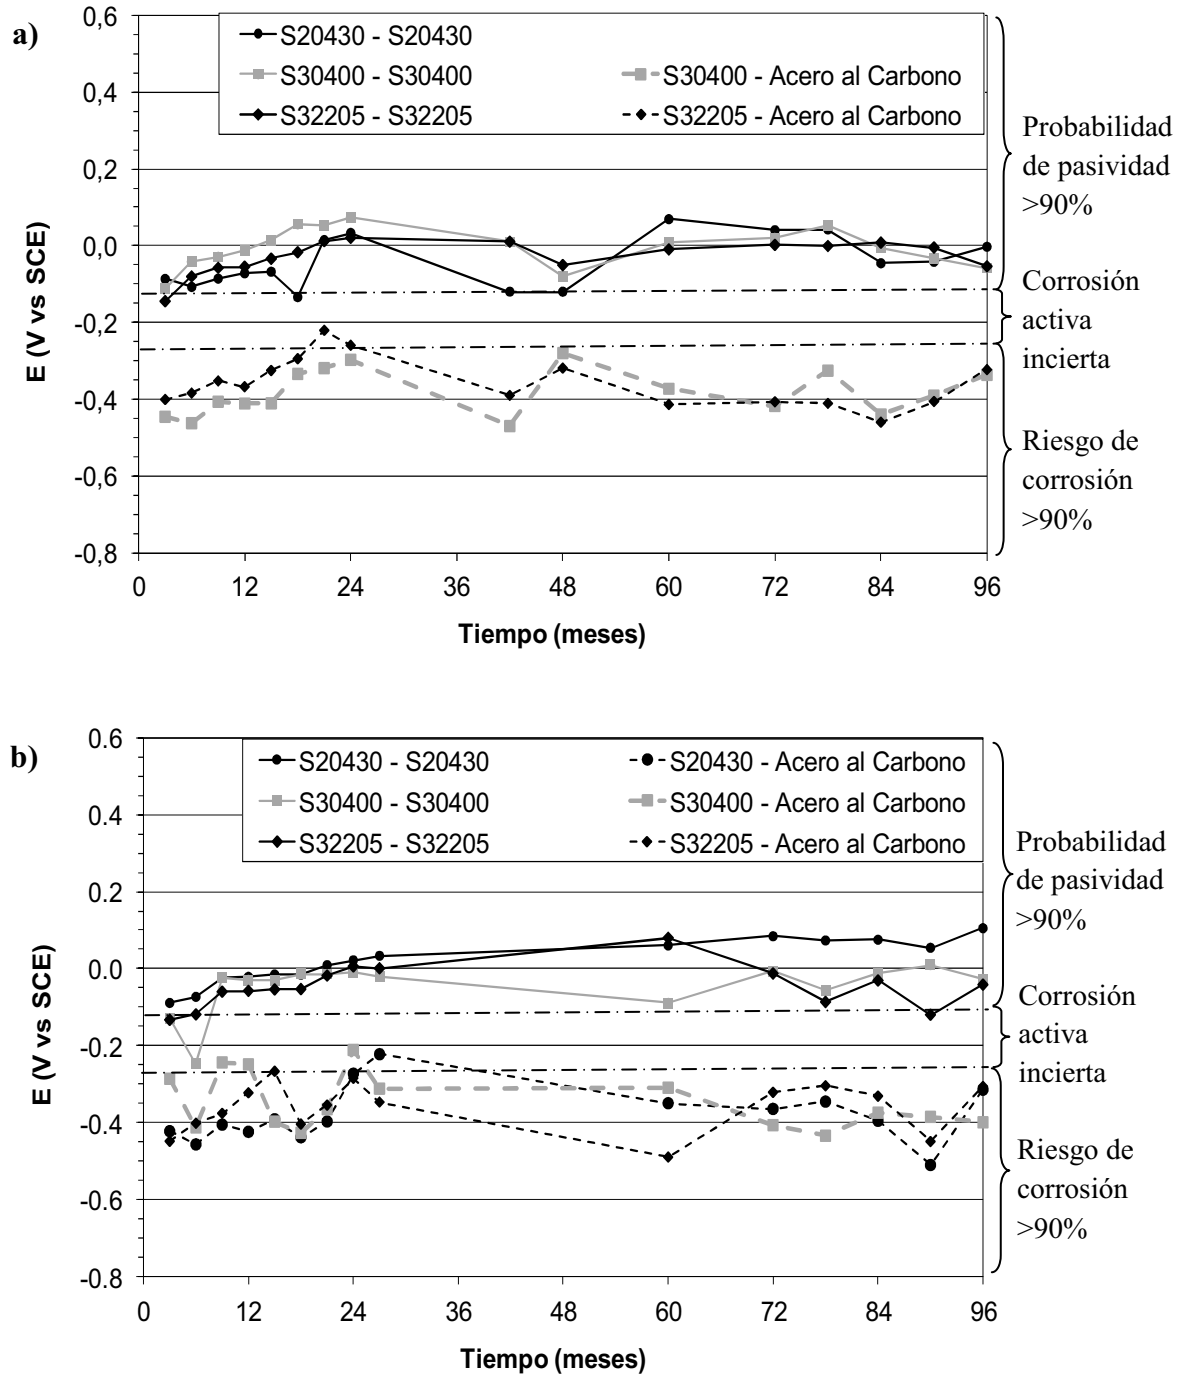 a)
0,6
0,4
0,2
0,0
-0,2
-0,4
-0,6
-0,8
E (V vs SCE)
S20430 - S20430
S30400 - S30400
S30400 - Acero al Carbono
S32205 - S32205
S32205 - Acero al Carbono
Probabilidad
de pasividad
>90%
Corrosión
activa
incierta
Riesgo de
corrosión
>90%
0 12 24 36 48 60 72 84 96
Tiempo (meses)
b)
0.6
0.4
0.2
0.0
-0.2
-0.4
-0.6
-0.8
E (V vs SCE)
S20430 - S20430
S20430 - Acero al Carbono
S30400 - S30400
S30400 - Acero al Carbono
S32205 - S32205
S32205 - Acero al Carbono
Probabilidad
de pasividad
>90%
Corrosión
activa
incierta
Riesgo de
corrosión
>90%
0 12 24 36 48 60 72 84 96
Tiempo (meses)